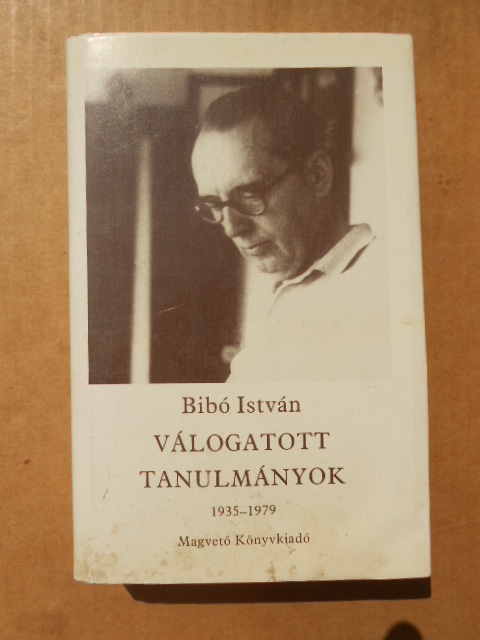 Bibó István
VÁLOGATOTT
TANULMÁNYOK
1935–1979
Magvető Könyvkiadó